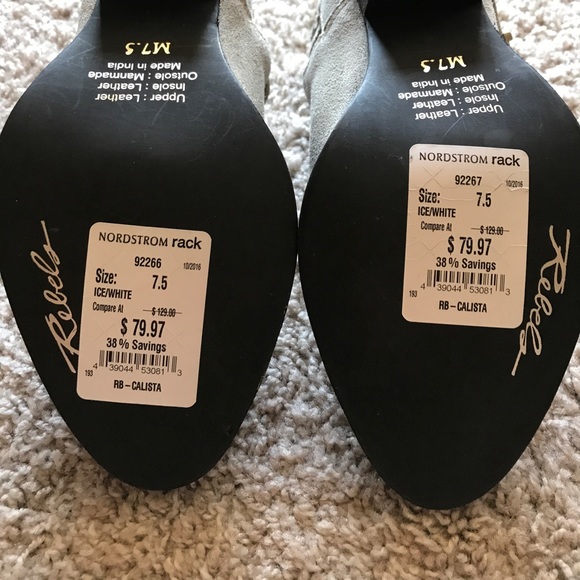 M7.5
Upper : Leather
Insole : Leather
Outsole : Manmade
Made in India
Rebels
NORDSTROM rack
92266 10/2016
Size: 7.5
ICE/WHITE
Compare At $ 129.00
$ 79.97
38 % Savings
193 4 39044 53081 3
RB - CALISTA
M7.5
Upper : Leather
Insole : Leather
Outsole : Manmade
Made in India
NORDSTROM rack
92267 10/2016
Size: 7.5
ICE/WHITE
Compare At $ 129.00
$ 79.97
38 % Savings
193 4 39044 53081 3
RB - CALISTA
Rebels